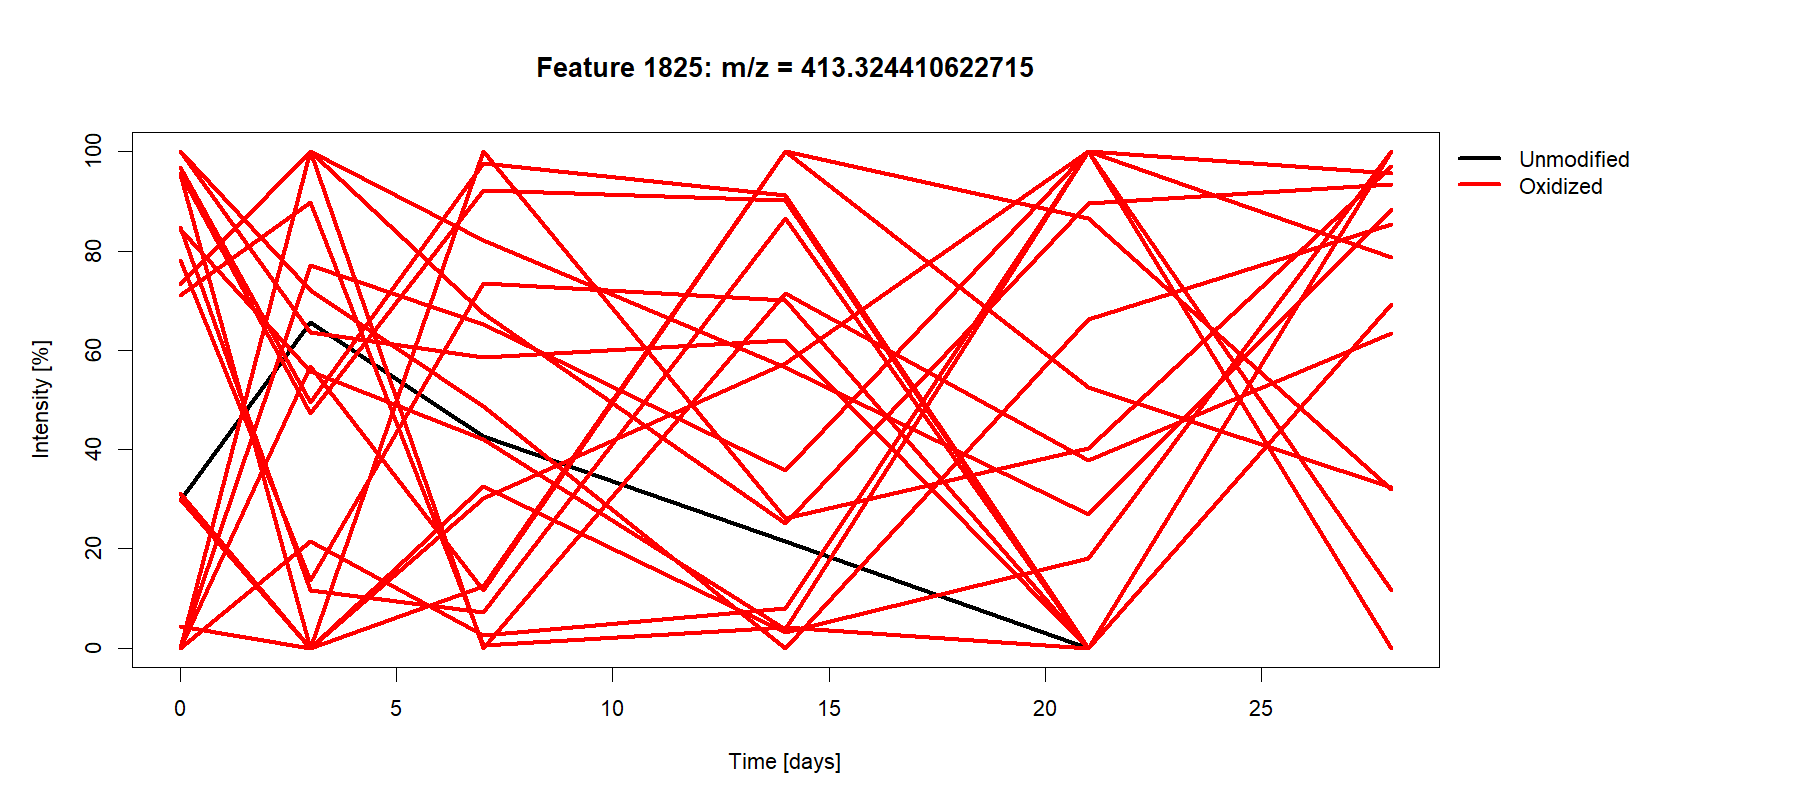 Feature 1825: m/z = 413.324410622715
Unmodified
Oxidized
Intensity [%]
100
80
60
40
20
0
0 5 10 15 20 25
Time [days]